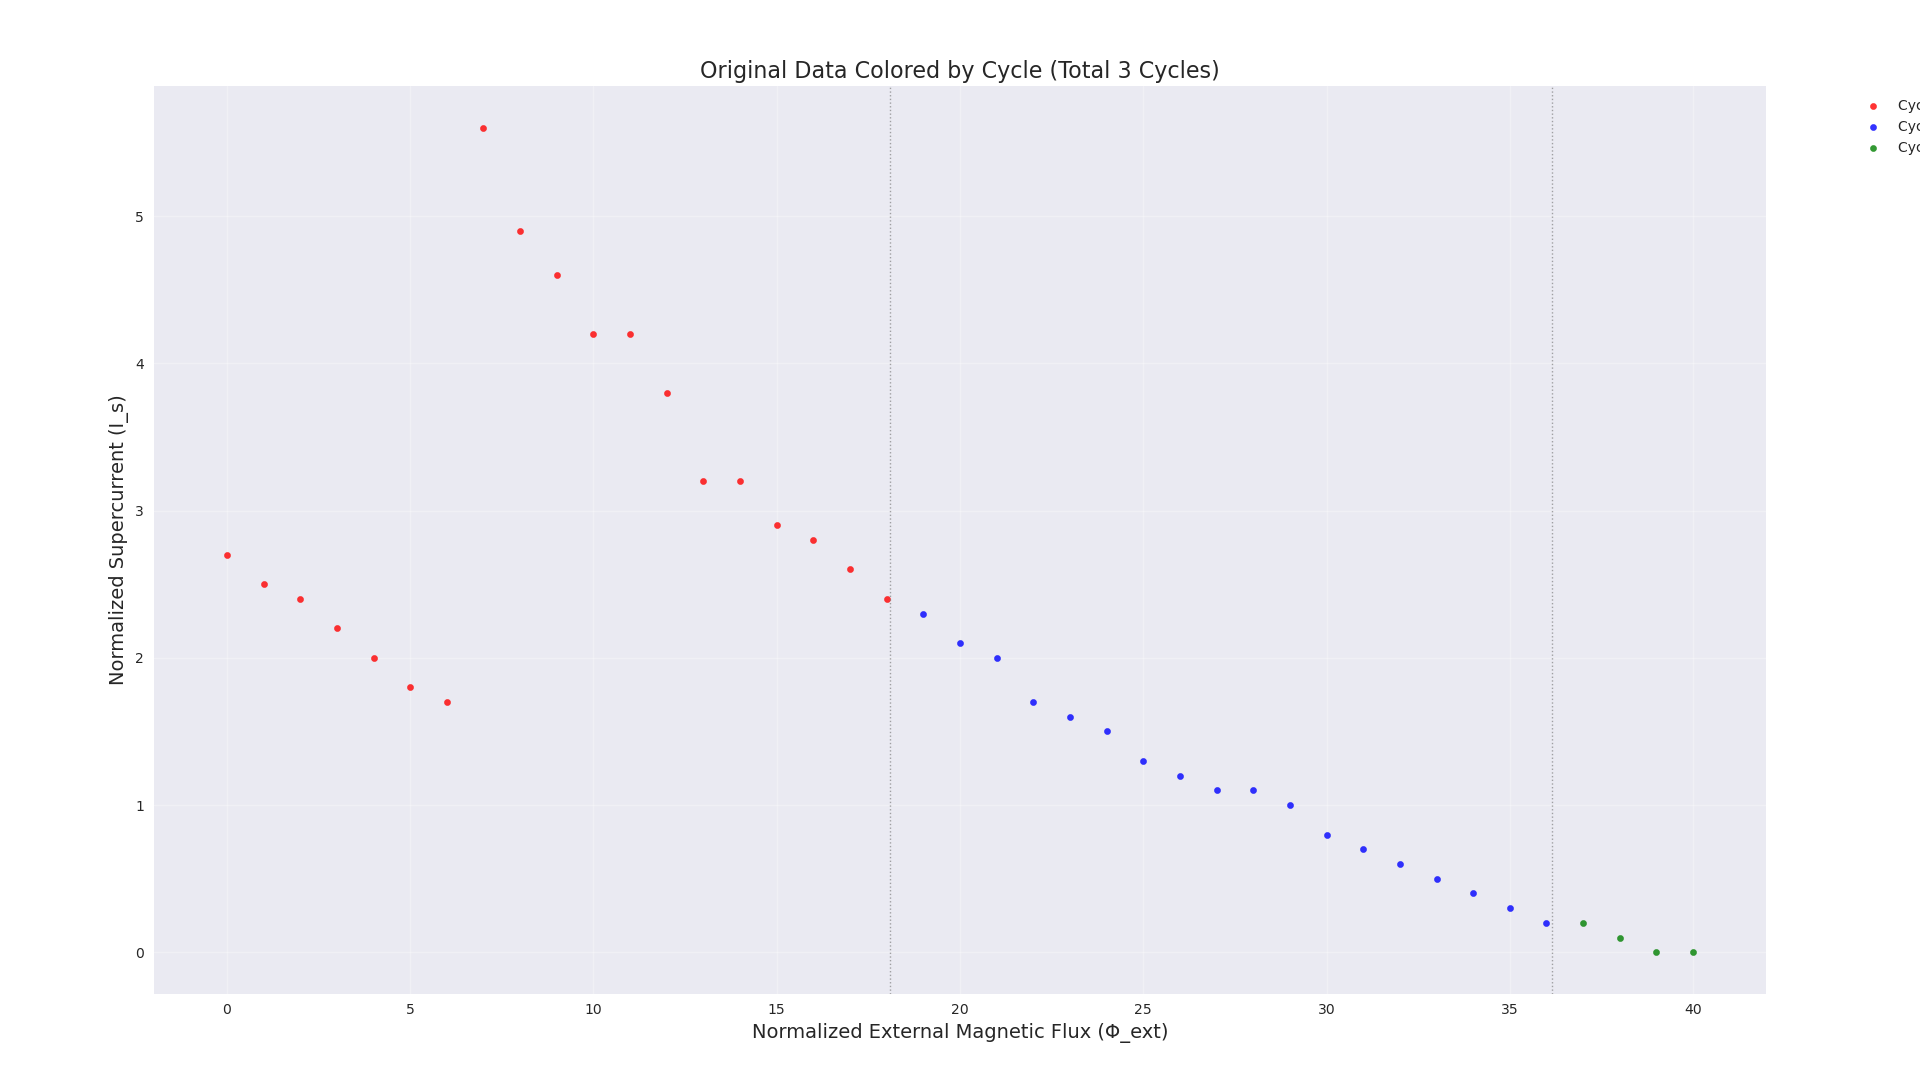 Original Data Colored by Cycle (Total 3 Cycles)
Cyc
Cyc
Cyc
Normalized Supercurrent (I_s)
5
4
3
2
1
0
0 5 10 15 20 25 30 35 40
Normalized External Magnetic Flux (Φ_ext)